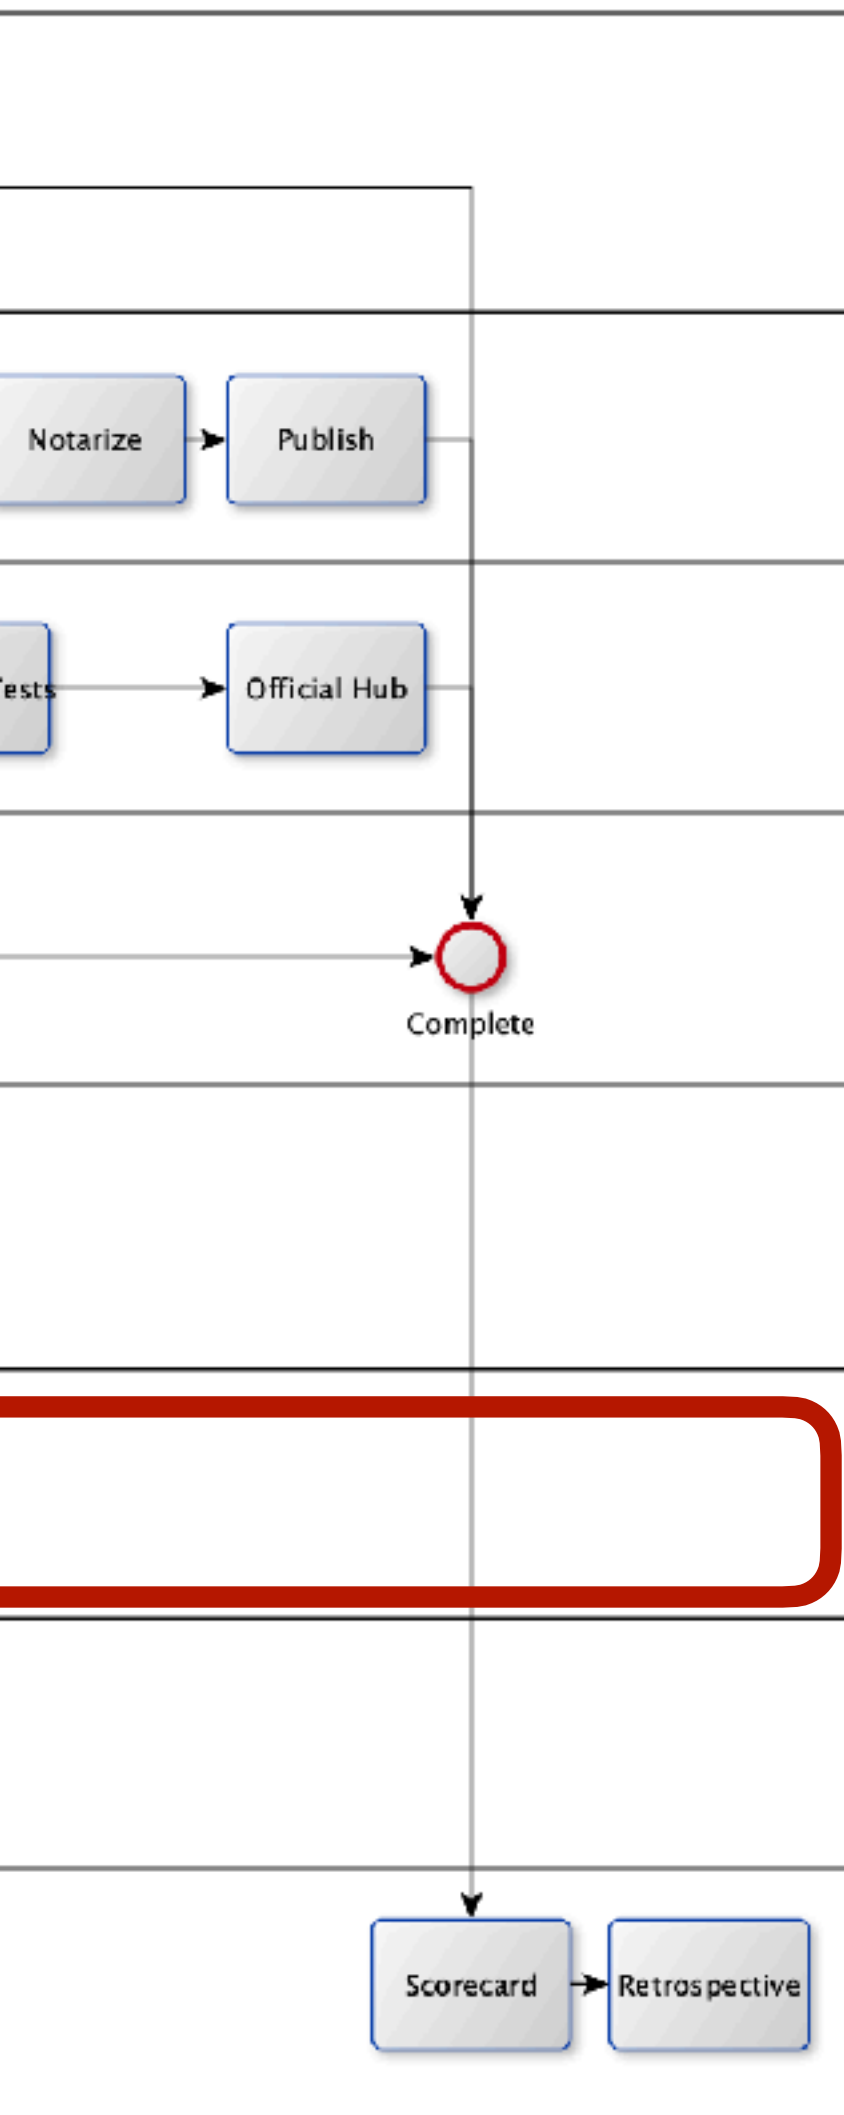 Notarize
Publish
Official Hub
Complete
Scorecard
Retrospective